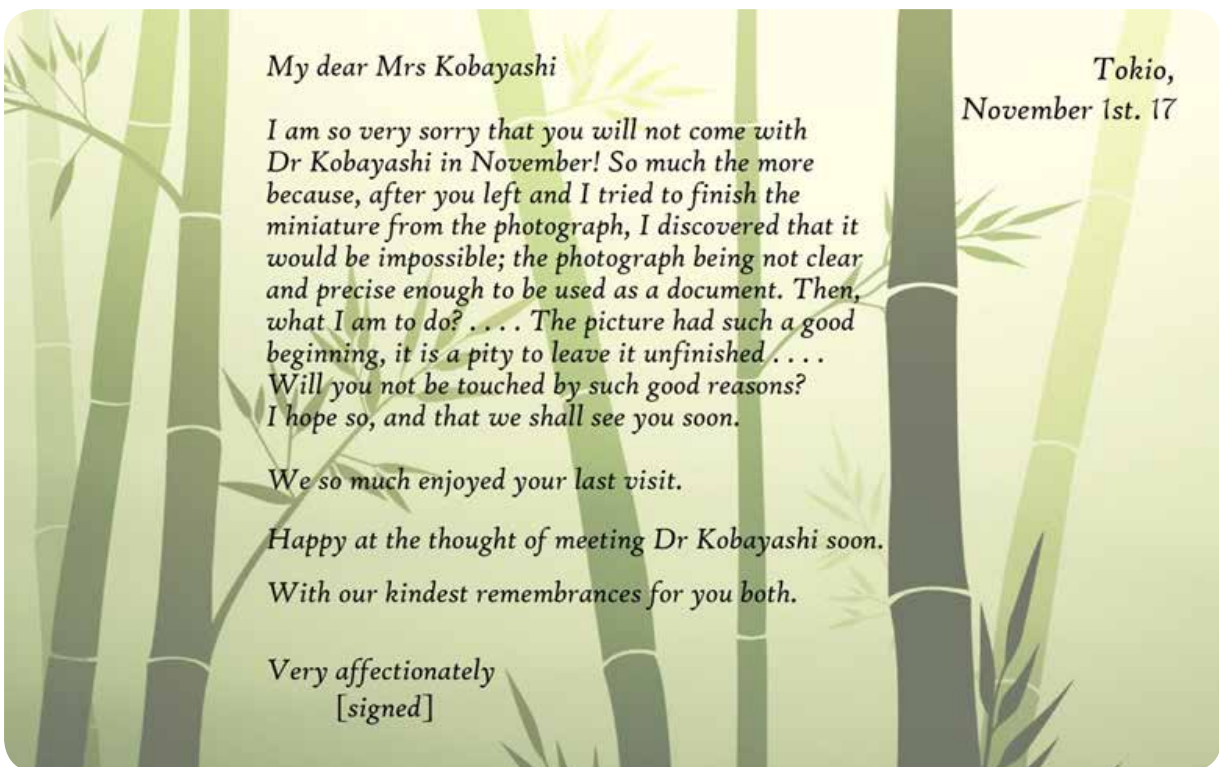 My dear Mrs Kobayashi
Tokio,
November 1st. 17
I am so very sorry that you will not come with
Dr Kobayashi in November! So much the more
because, after you left and I tried to finish the
miniature from the photograph, I discovered that it
would be impossible; the photograph being not clear
and precise enough to be used as a document. Then,
what I am to do? . . . . The picture had such a good
beginning, it is a pity to leave it unfinished . . . .
Will you not be touched by such good reasons?
I hope so, and that we shall see you soon.
We so much enjoyed your last visit.
Happy at the thought of meeting Dr Kobayashi soon.
With our kindest remembrances for you both.
Very affectionately
[signed]